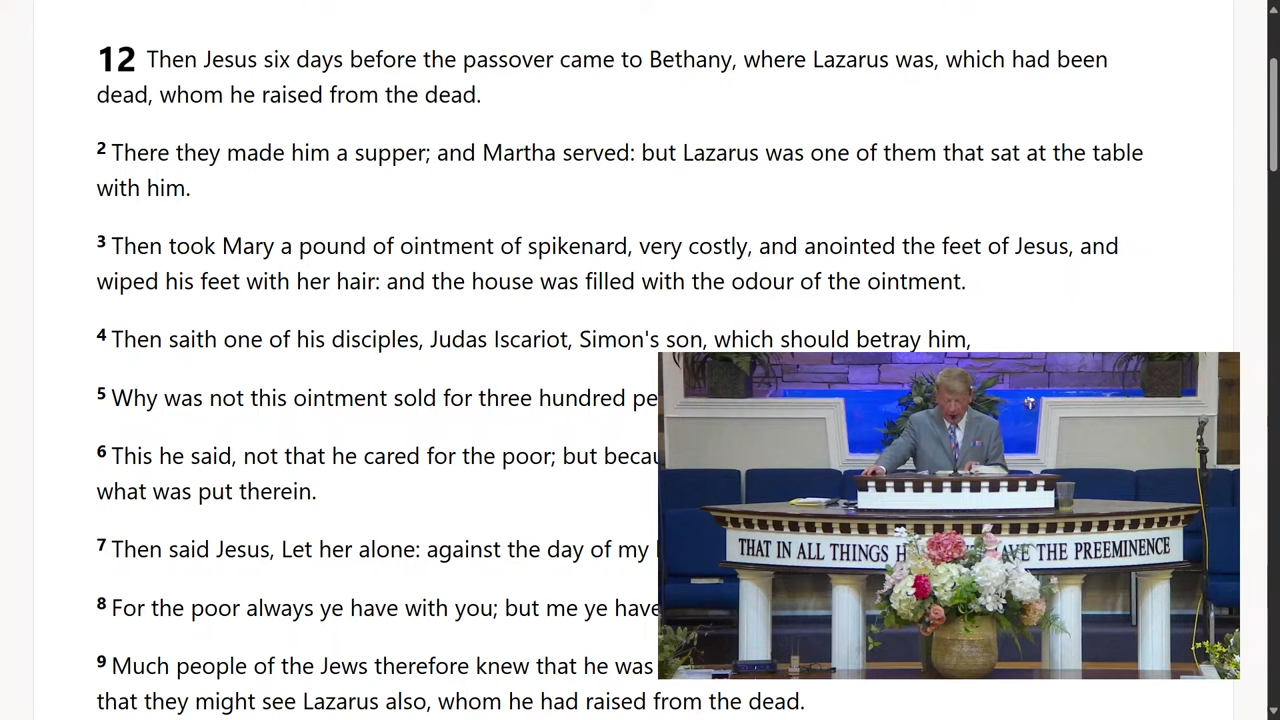 12 Then Jesus six days before the passover came to Bethany, where Lazarus was, which had been
dead, whom he raised from the dead.
2 There they made him a supper; and Martha served: but Lazarus was one of them that sat at the table
with him.
3 Then took Mary a pound of ointment of spikenard, very costly, and anointed the feet of Jesus, and
wiped his feet with her hair: and the house was filled with the odour of the ointment.
4 Then saith one of his disciples, Judas Iscariot, Simon's son, which should betray him,
5 Why was not this ointment sold for three hundred pe
6 This he said, not that he cared for the poor; but becau
what was put therein.
7 Then said Jesus, Let her alone: against the day of my
8 For the poor always ye have with you; but me ye have
9 Much people of the Jews therefore knew that he was
that they might see Lazarus also, whom he had raised from the dead.
THAT IN ALL THINGS H AVE THE PREEMINENCE